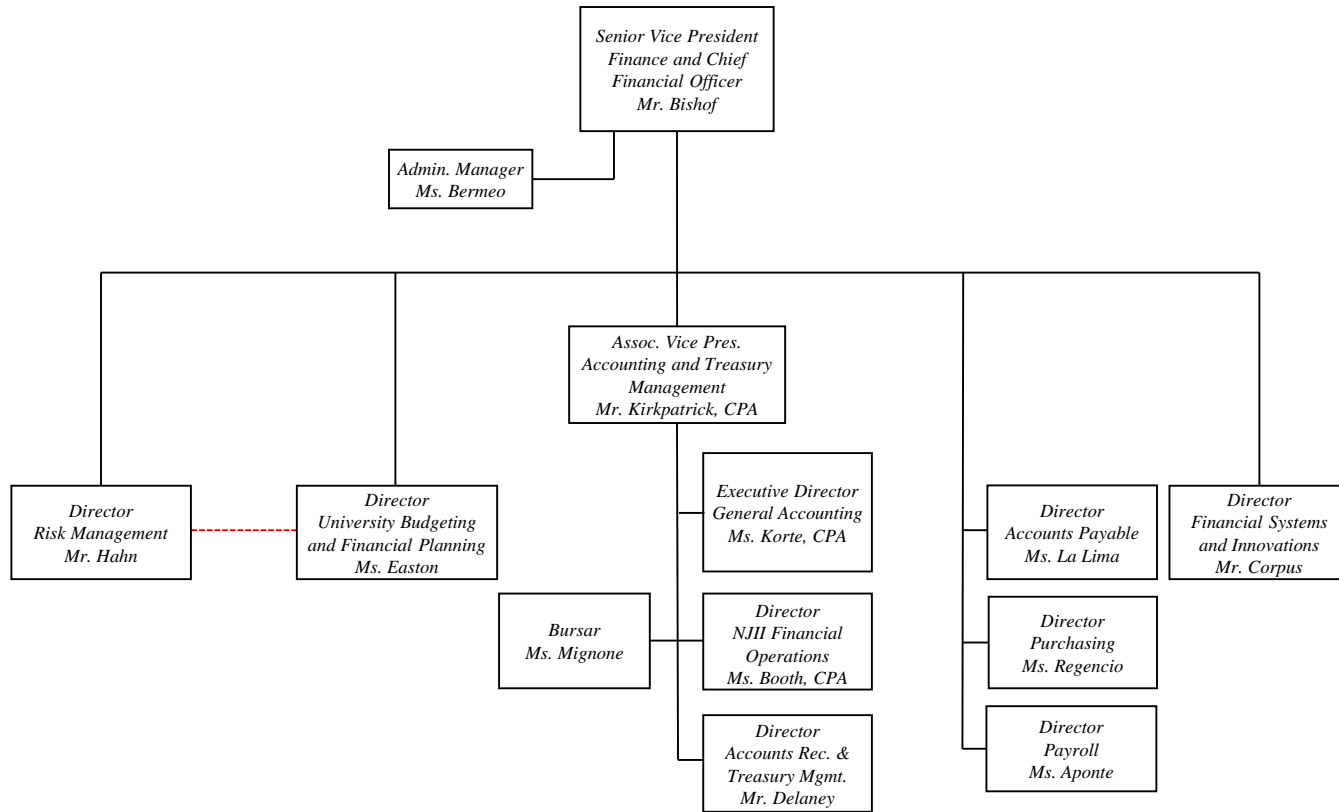 Senior Vice President
Finance and Chief
Financial Officer
Mr. Bishof
Admin. Manager
Ms. Bermeo
Assoc. Vice Pres.
Accounting and Treasury
Management
Mr. Kirkpatrick, CPA
Director
Risk Management
Mr. Hahn
Director
University Budgeting
and Financial Planning
Ms. Easton
Executive Director
General Accounting
Ms. Korte, CPA
Director
Accounts Payable
Ms. La Lima
Director
Financial Systems
and Innovations
Mr. Corpus
Bursar
Ms. Mignone
Director
NJII Financial
Operations
Ms. Booth, CPA
Director
Purchasing
Ms. Regencio
Director
Accounts Rec. &
Treasury Mgmt.
Mr. Delaney
Director
Payroll
Ms. Aponte